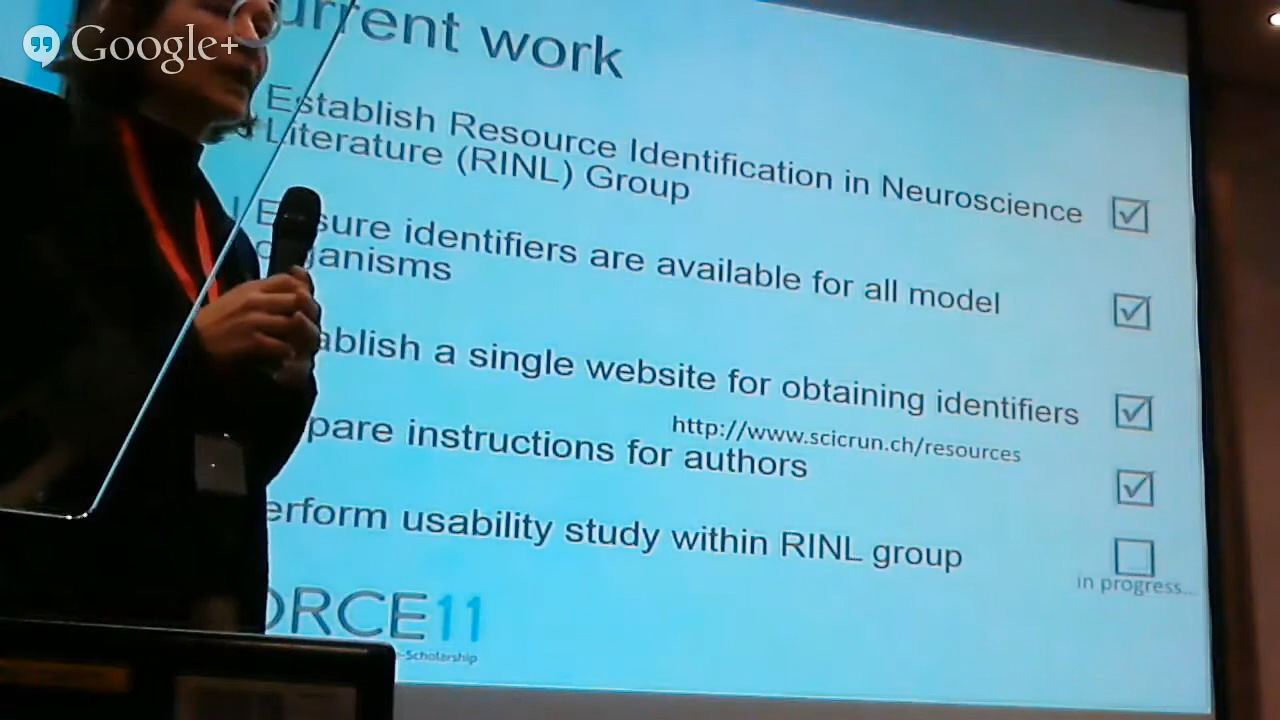 Google+
urrent work
Establish Resource Identification in Neuroscience
Literature (RINL) Group
E sure identifiers are available for all model
ganisms
ablish a single website for obtaining identifiers
http://www.scicrun.ch/resources
pare instructions for authors
erform usability study within RINL group
in progress...
ORCE11
e-Scholarship